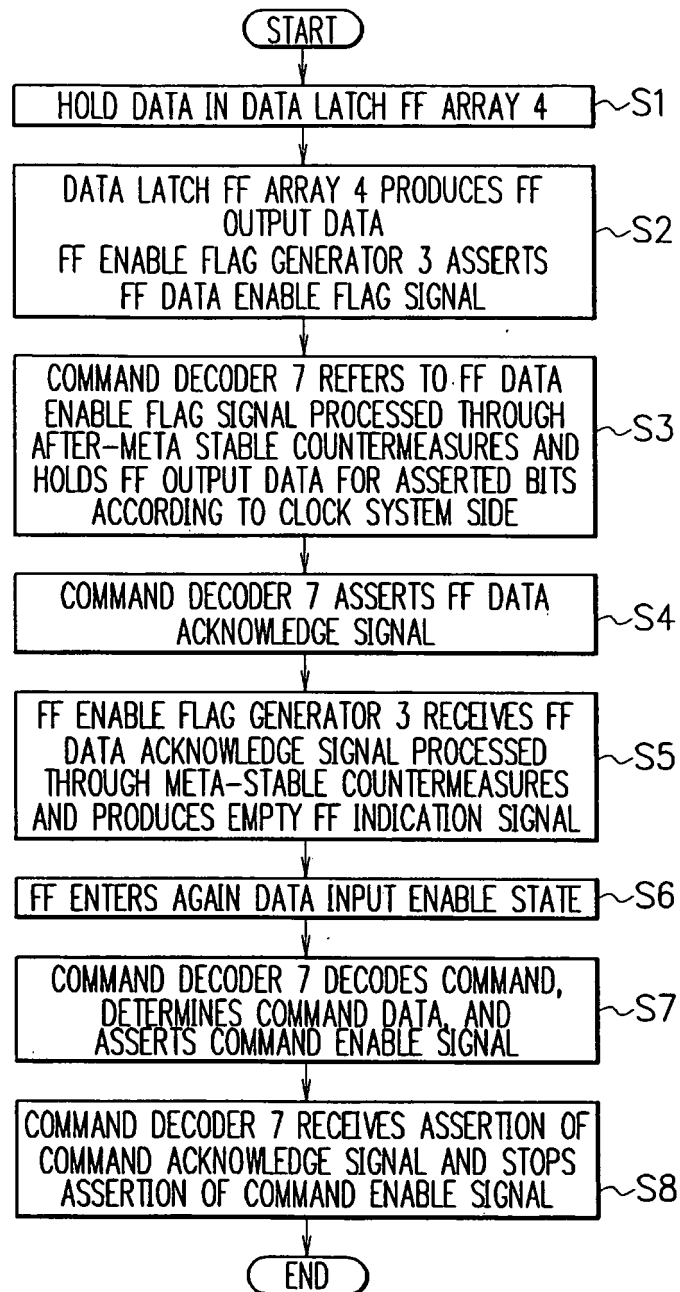 START
HOLD DATA IN DATA LATCH FF ARRAY 4
S1
DATA LATCH FF ARRAY 4 PRODUCES FF
OUTPUT DATA
FF ENABLE FLAG GENERATOR 3 ASSERTS
FF DATA ENABLE FLAG SIGNAL
S2
COMMAND DECODER 7 REFERS TO FF DATA
ENABLE FLAG SIGNAL PROCESSED THROUGH
AFTER-META STABLE COUNTERMEASURES AND
HOLDS FF OUTPUT DATA FOR ASSERTED BITS
ACCORDING TO CLOCK SYSTEM SIDE
S3
COMMAND DECODER 7 ASSERTS FF DATA
ACKNOWLEDGE SIGNAL
S4
FF ENABLE FLAG GENERATOR 3 RECEIVES FF
DATA ACKNOWLEDGE SIGNAL PROCESSED
THROUGH META-STABLE COUNTERMEASURES
AND PRODUCES EMPTY FF INDICATION SIGNAL
S5
FF ENTERS AGAIN DATA INPUT ENABLE STATE
S6
COMMAND DECODER 7 DECODES COMMAND,
DETERMINES COMMAND DATA, AND
ASSERTS COMMAND ENABLE SIGNAL
S7
COMMAND DECODER 7 RECEIVES ASSERTION OF
COMMAND ACKNOWLEDGE SIGNAL AND STOPS
ASSERTION OF COMMAND ENABLE SIGNAL
S8
END